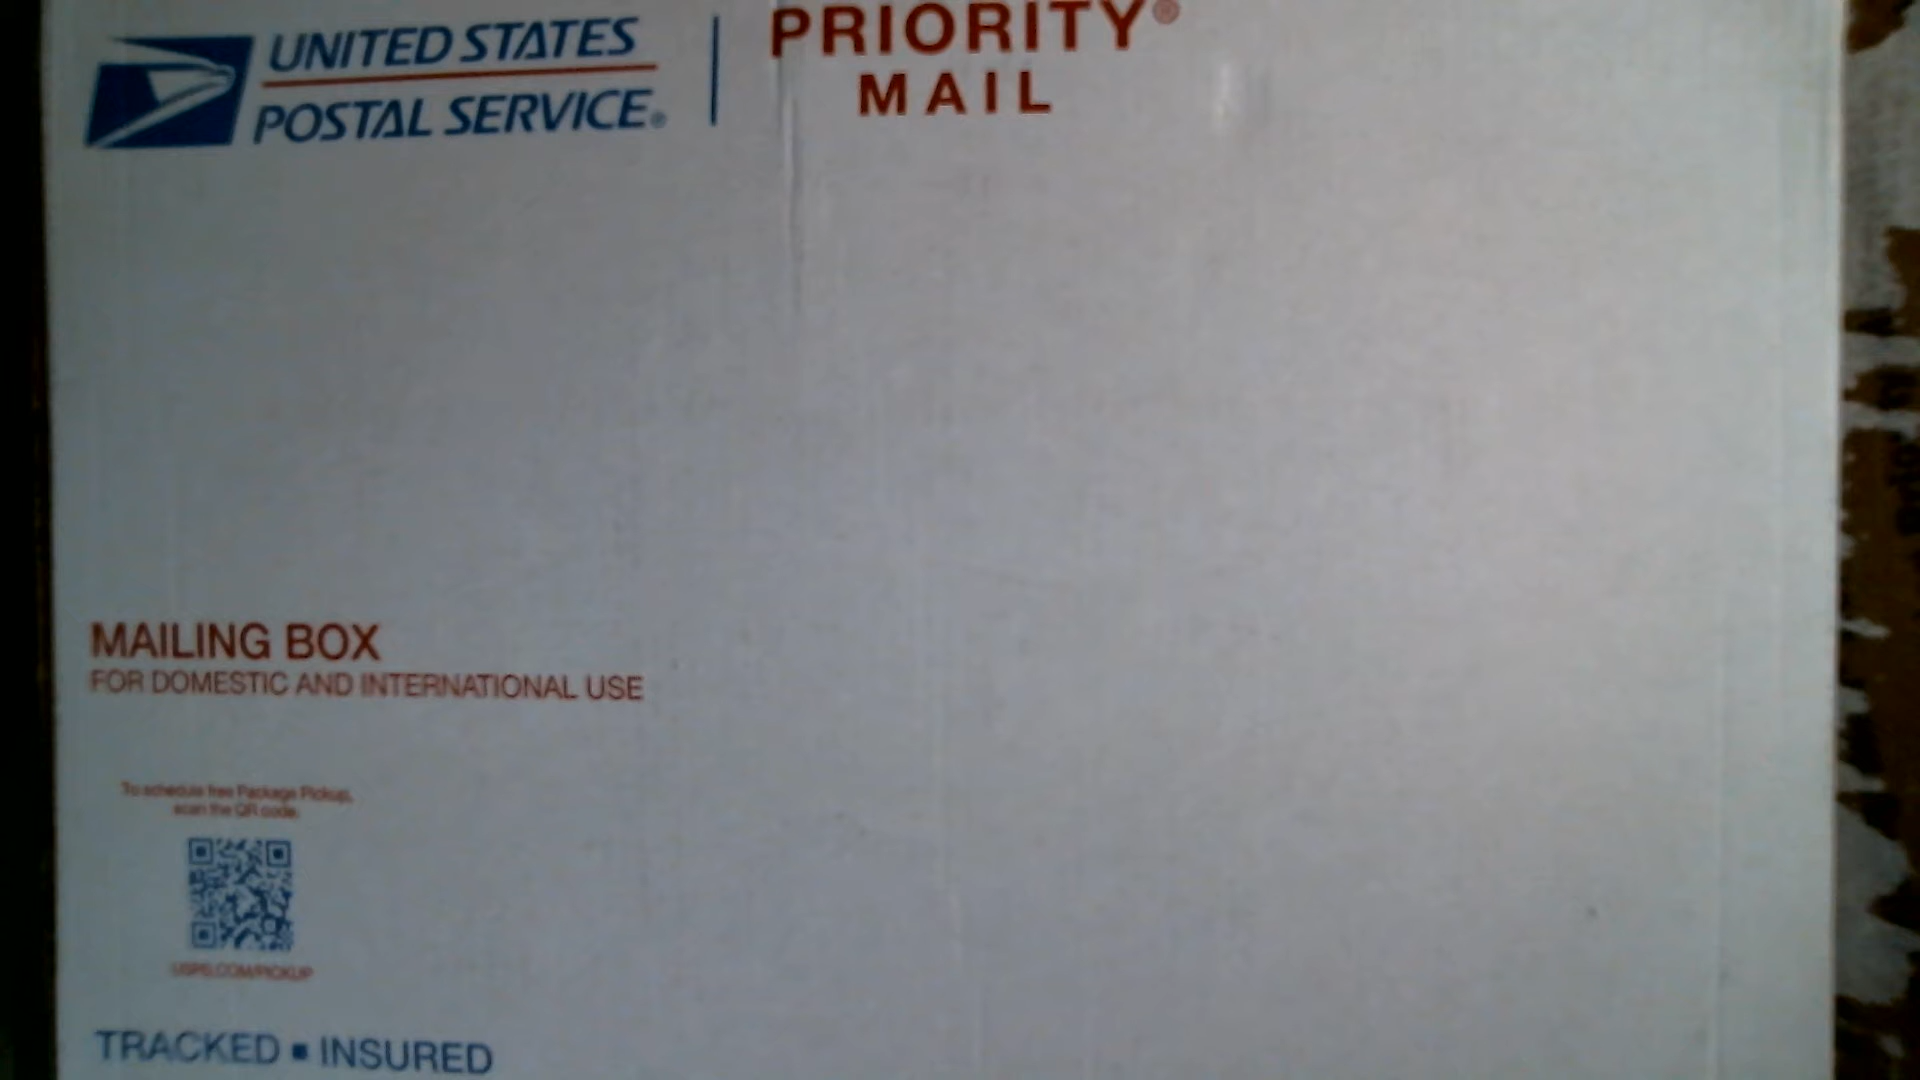 UNITED STATES
POSTAL SERVICE®
PRIORITY®
MAIL
MAILING BOX
FOR DOMESTIC AND INTERNATIONAL USE
To schedule free Package Pickup,
scan the QR code.
USPS.COM/PICKUP
TRACKED ▪ INSURED